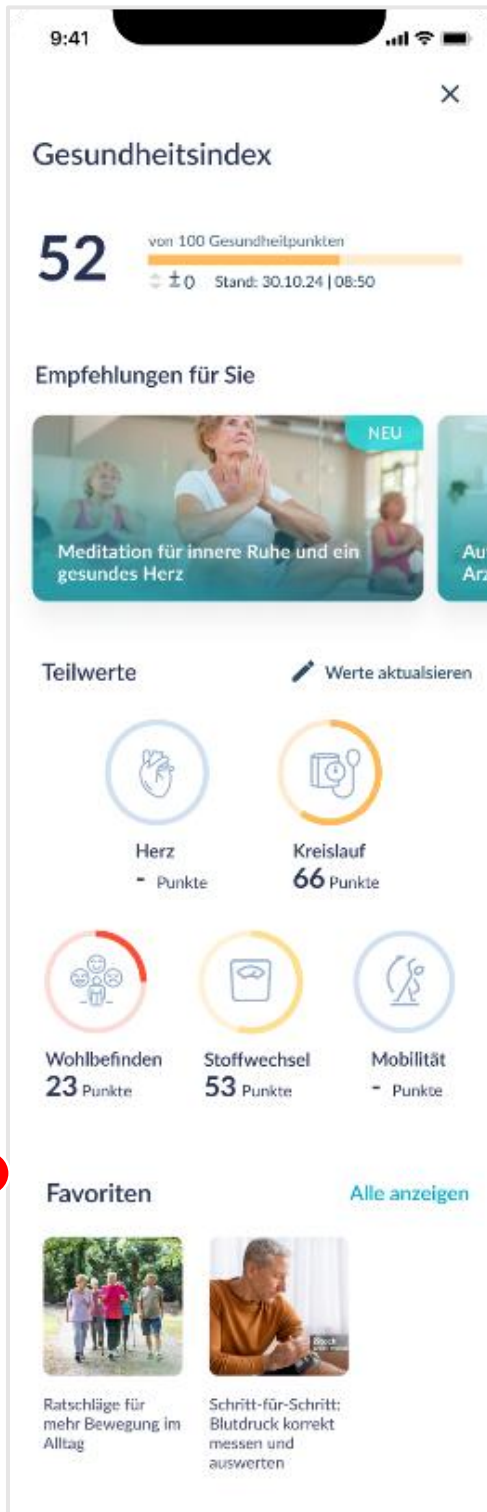 9:41
Gesundheitsindex
52
von 100 Gesundheitpunkten
±0 Stand: 30.10.24 | 08:50
Empfehlungen für Sie
NEU
Meditation für innere Ruhe und ein
gesundes Herz
Au
Arz
Teilwerte
Werte aktualsieren
Herz
- Punkte
Kreislauf
66 Punkte
Wohlbefinden
23 Punkte
Stoffwechsel
53 Punkte
Mobilität
- Punkte
Favoriten
Alle anzeigen
Ratschläge für
mehr Bewegung im
Alltag
iStock
Schritt-für-Schritt:
Blutdruck korrekt
messen und
auswerten